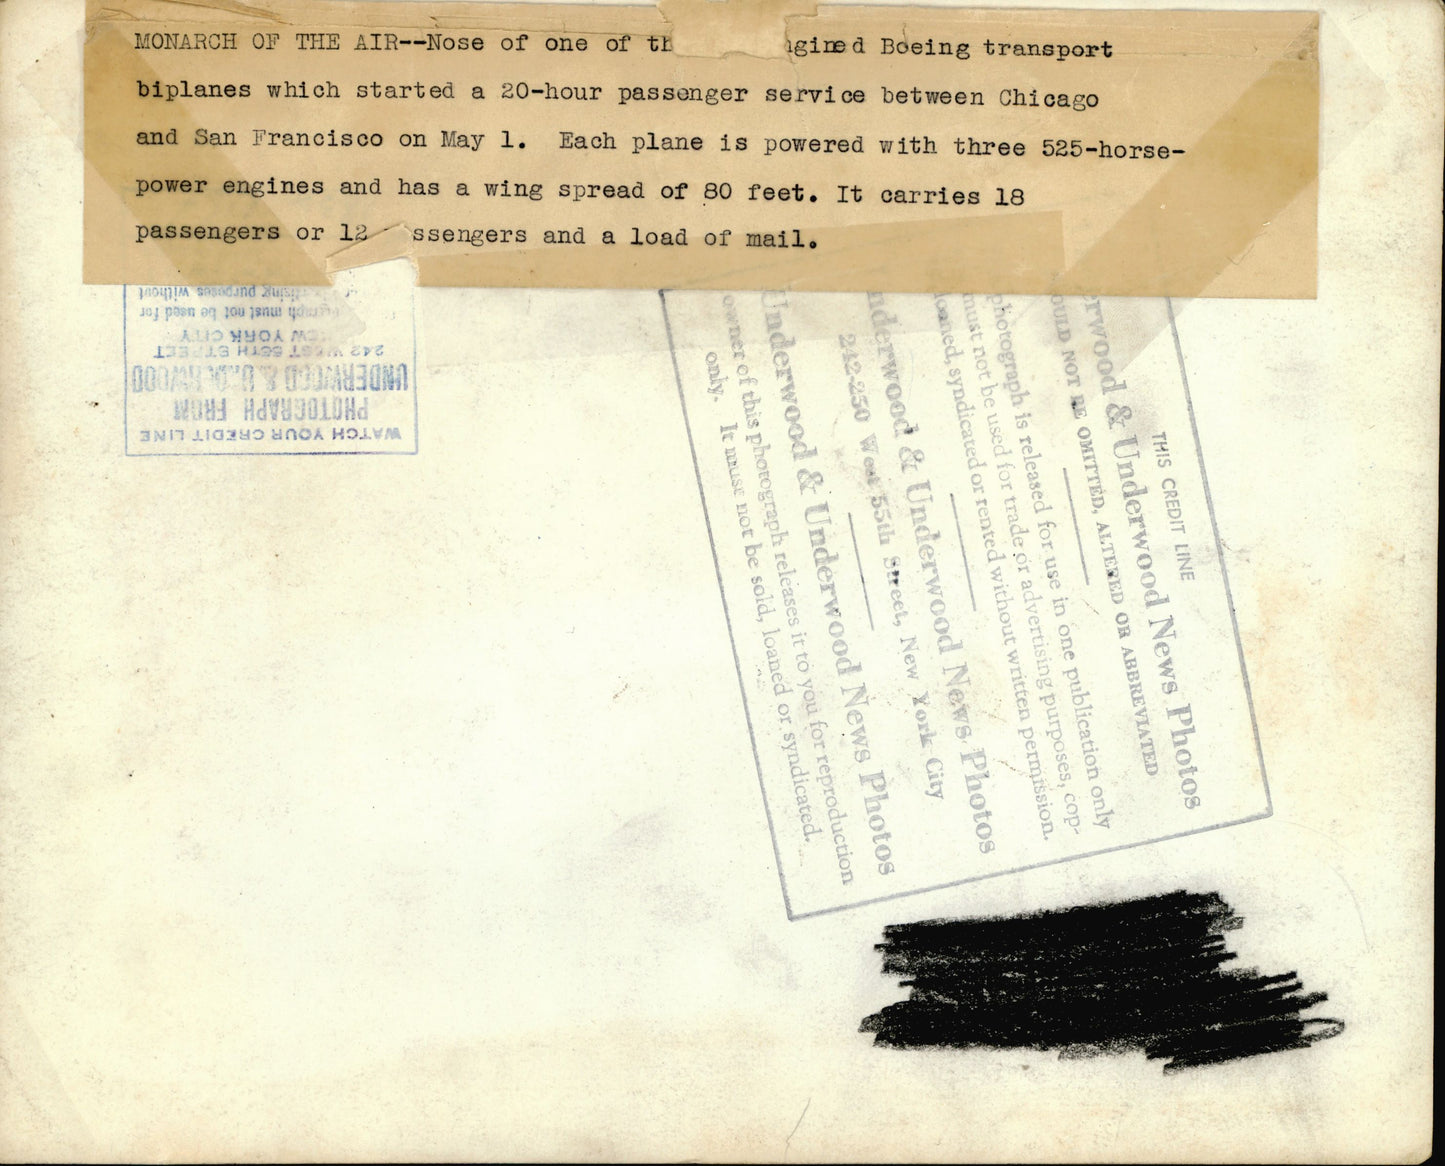 MONARCH OF THE AIR--Nose of one of Boeing transport
biplanes which started a 20-hour passenger service between Chicago
and San Francisco on May 1. Each plane is powered with three 525-horse-
power engines and has a wing spread of 80 feet. It carries 18
passengers or 12 and a load of mail.
WATCH YOUR CREDIT LINE
PHOTOGRAPH FROM
UNDERWOOD & UNDERWOOD
242 WEST 55TH STREET
NEW YORK CITY
must not be used for
purposes without
THIS CREDIT LINE
& Underwood News Photos
NOT BE OMITTED, ALTERED OR ABBREVIATED
photograph is released for use in one publication only
must not be used for trade or advertising purposes, cop-
loaned, syndicated or rented without written permission.
& Underwood News Photos
242-250 West 55th Street, New York City
Underwood & Underwood News Photos
owner of this photograph releases it to you for reproduction
only. It must not be sold, loaned or syndicated.